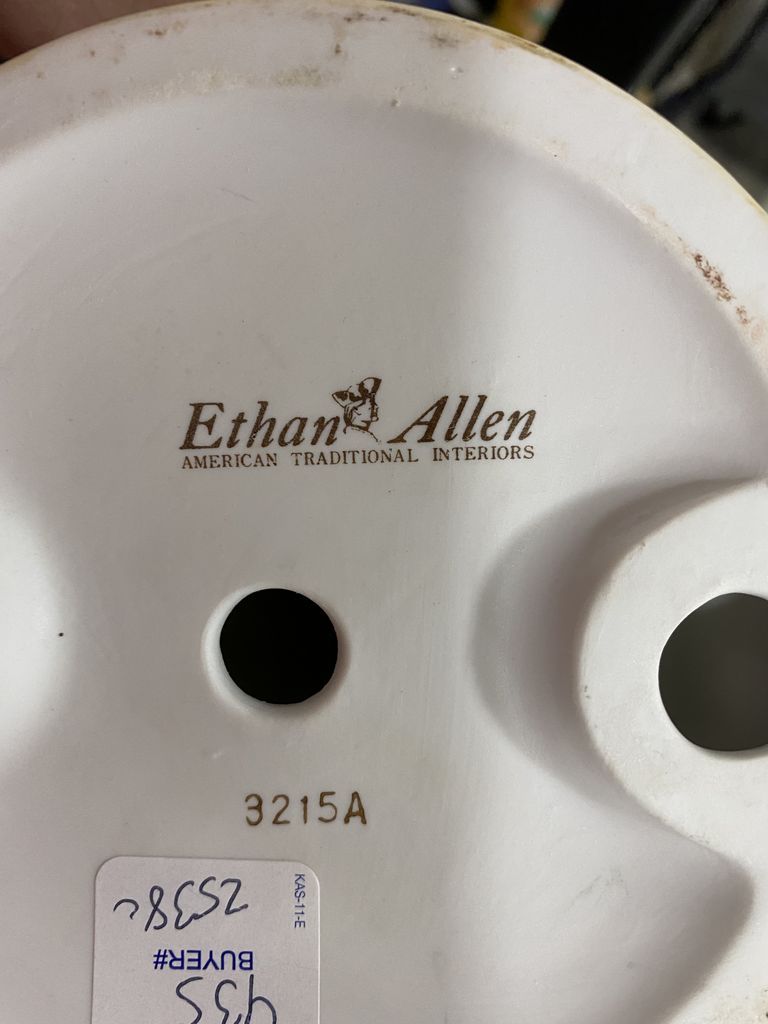 Ethan Allen
AMERICAN TRADITIONAL INTERIORS
3215A
KAS-11-E
BUYER#